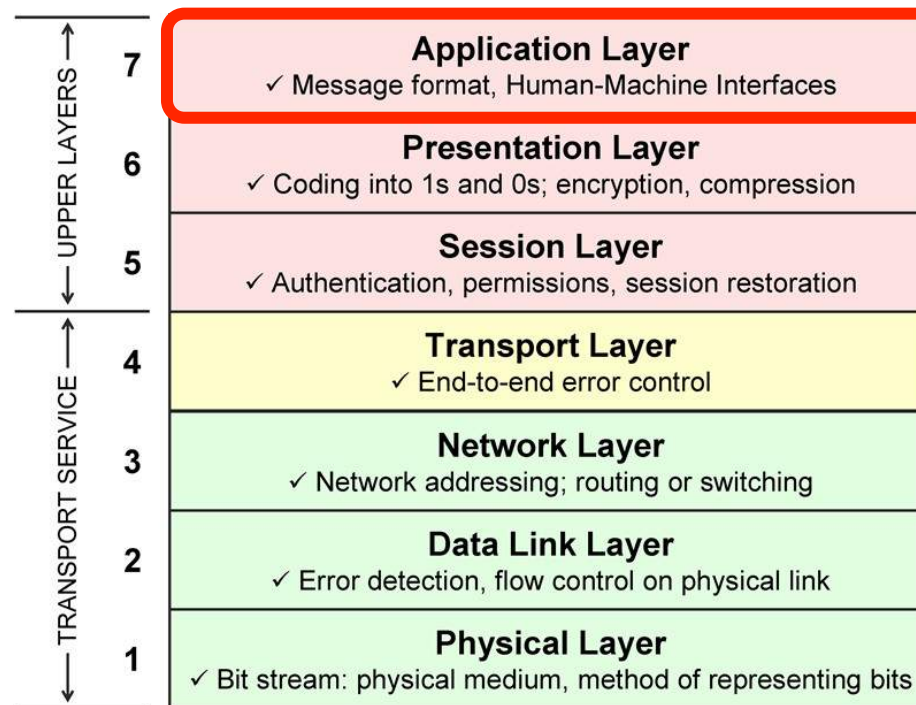 UPPER LAYERS
7
Application Layer
✓ Message format, Human-Machine Interfaces
6
Presentation Layer
✓ Coding into 1s and 0s; encryption, compression
5
Session Layer
✓ Authentication, permissions, session restoration
TRANSPORT SERVICE
4
Transport Layer
✓ End-to-end error control
3
Network Layer
✓ Network addressing; routing or switching
2
Data Link Layer
✓ Error detection, flow control on physical link
1
Physical Layer
✓ Bit stream: physical medium, method of representing bits